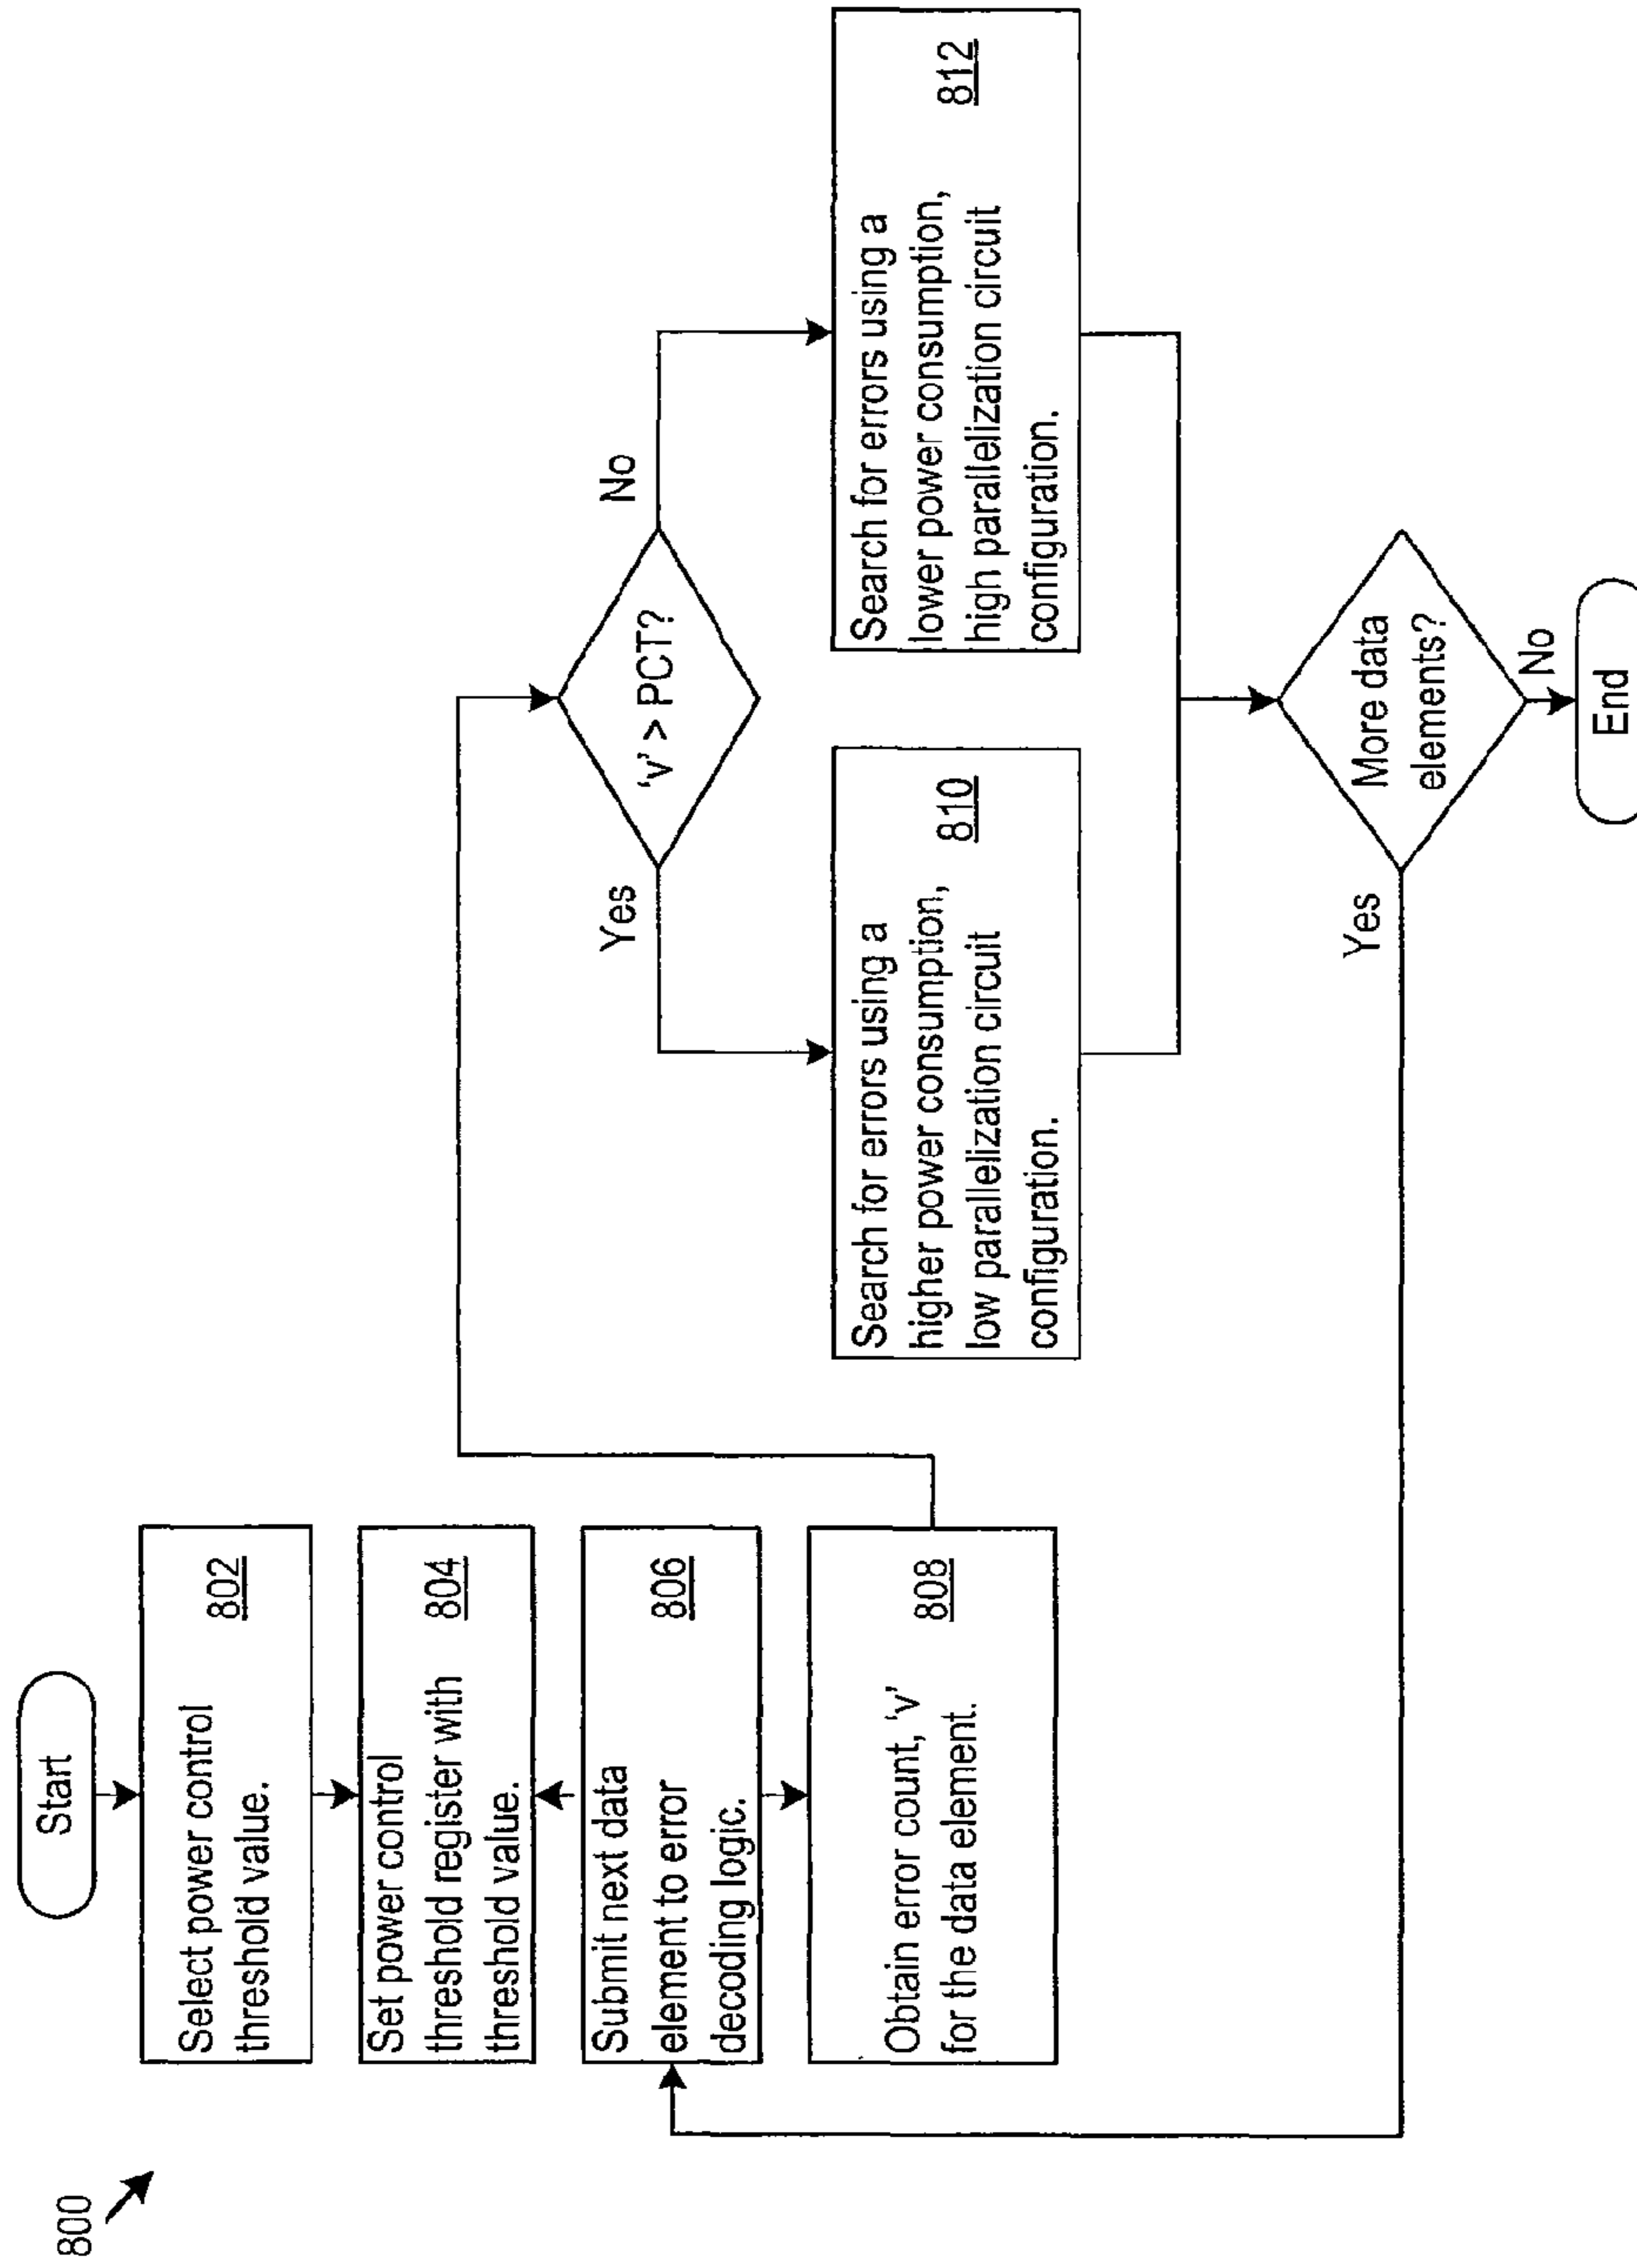 800
Start
Select power control
threshold value.
802
Set power control
threshold register with
threshold value.
804
Submit next data
element to error
decoding logic.
806
Obtain error count, 'v'
for the data element.
808
'v' > PCT?
Yes
No
Search for errors using a
higher power consumption,
low parallelization circuit
configuration.
810
Search for errors using a
lower power consumption,
high parallelization circuit
configuration.
812
More data
elements?
Yes
No
End